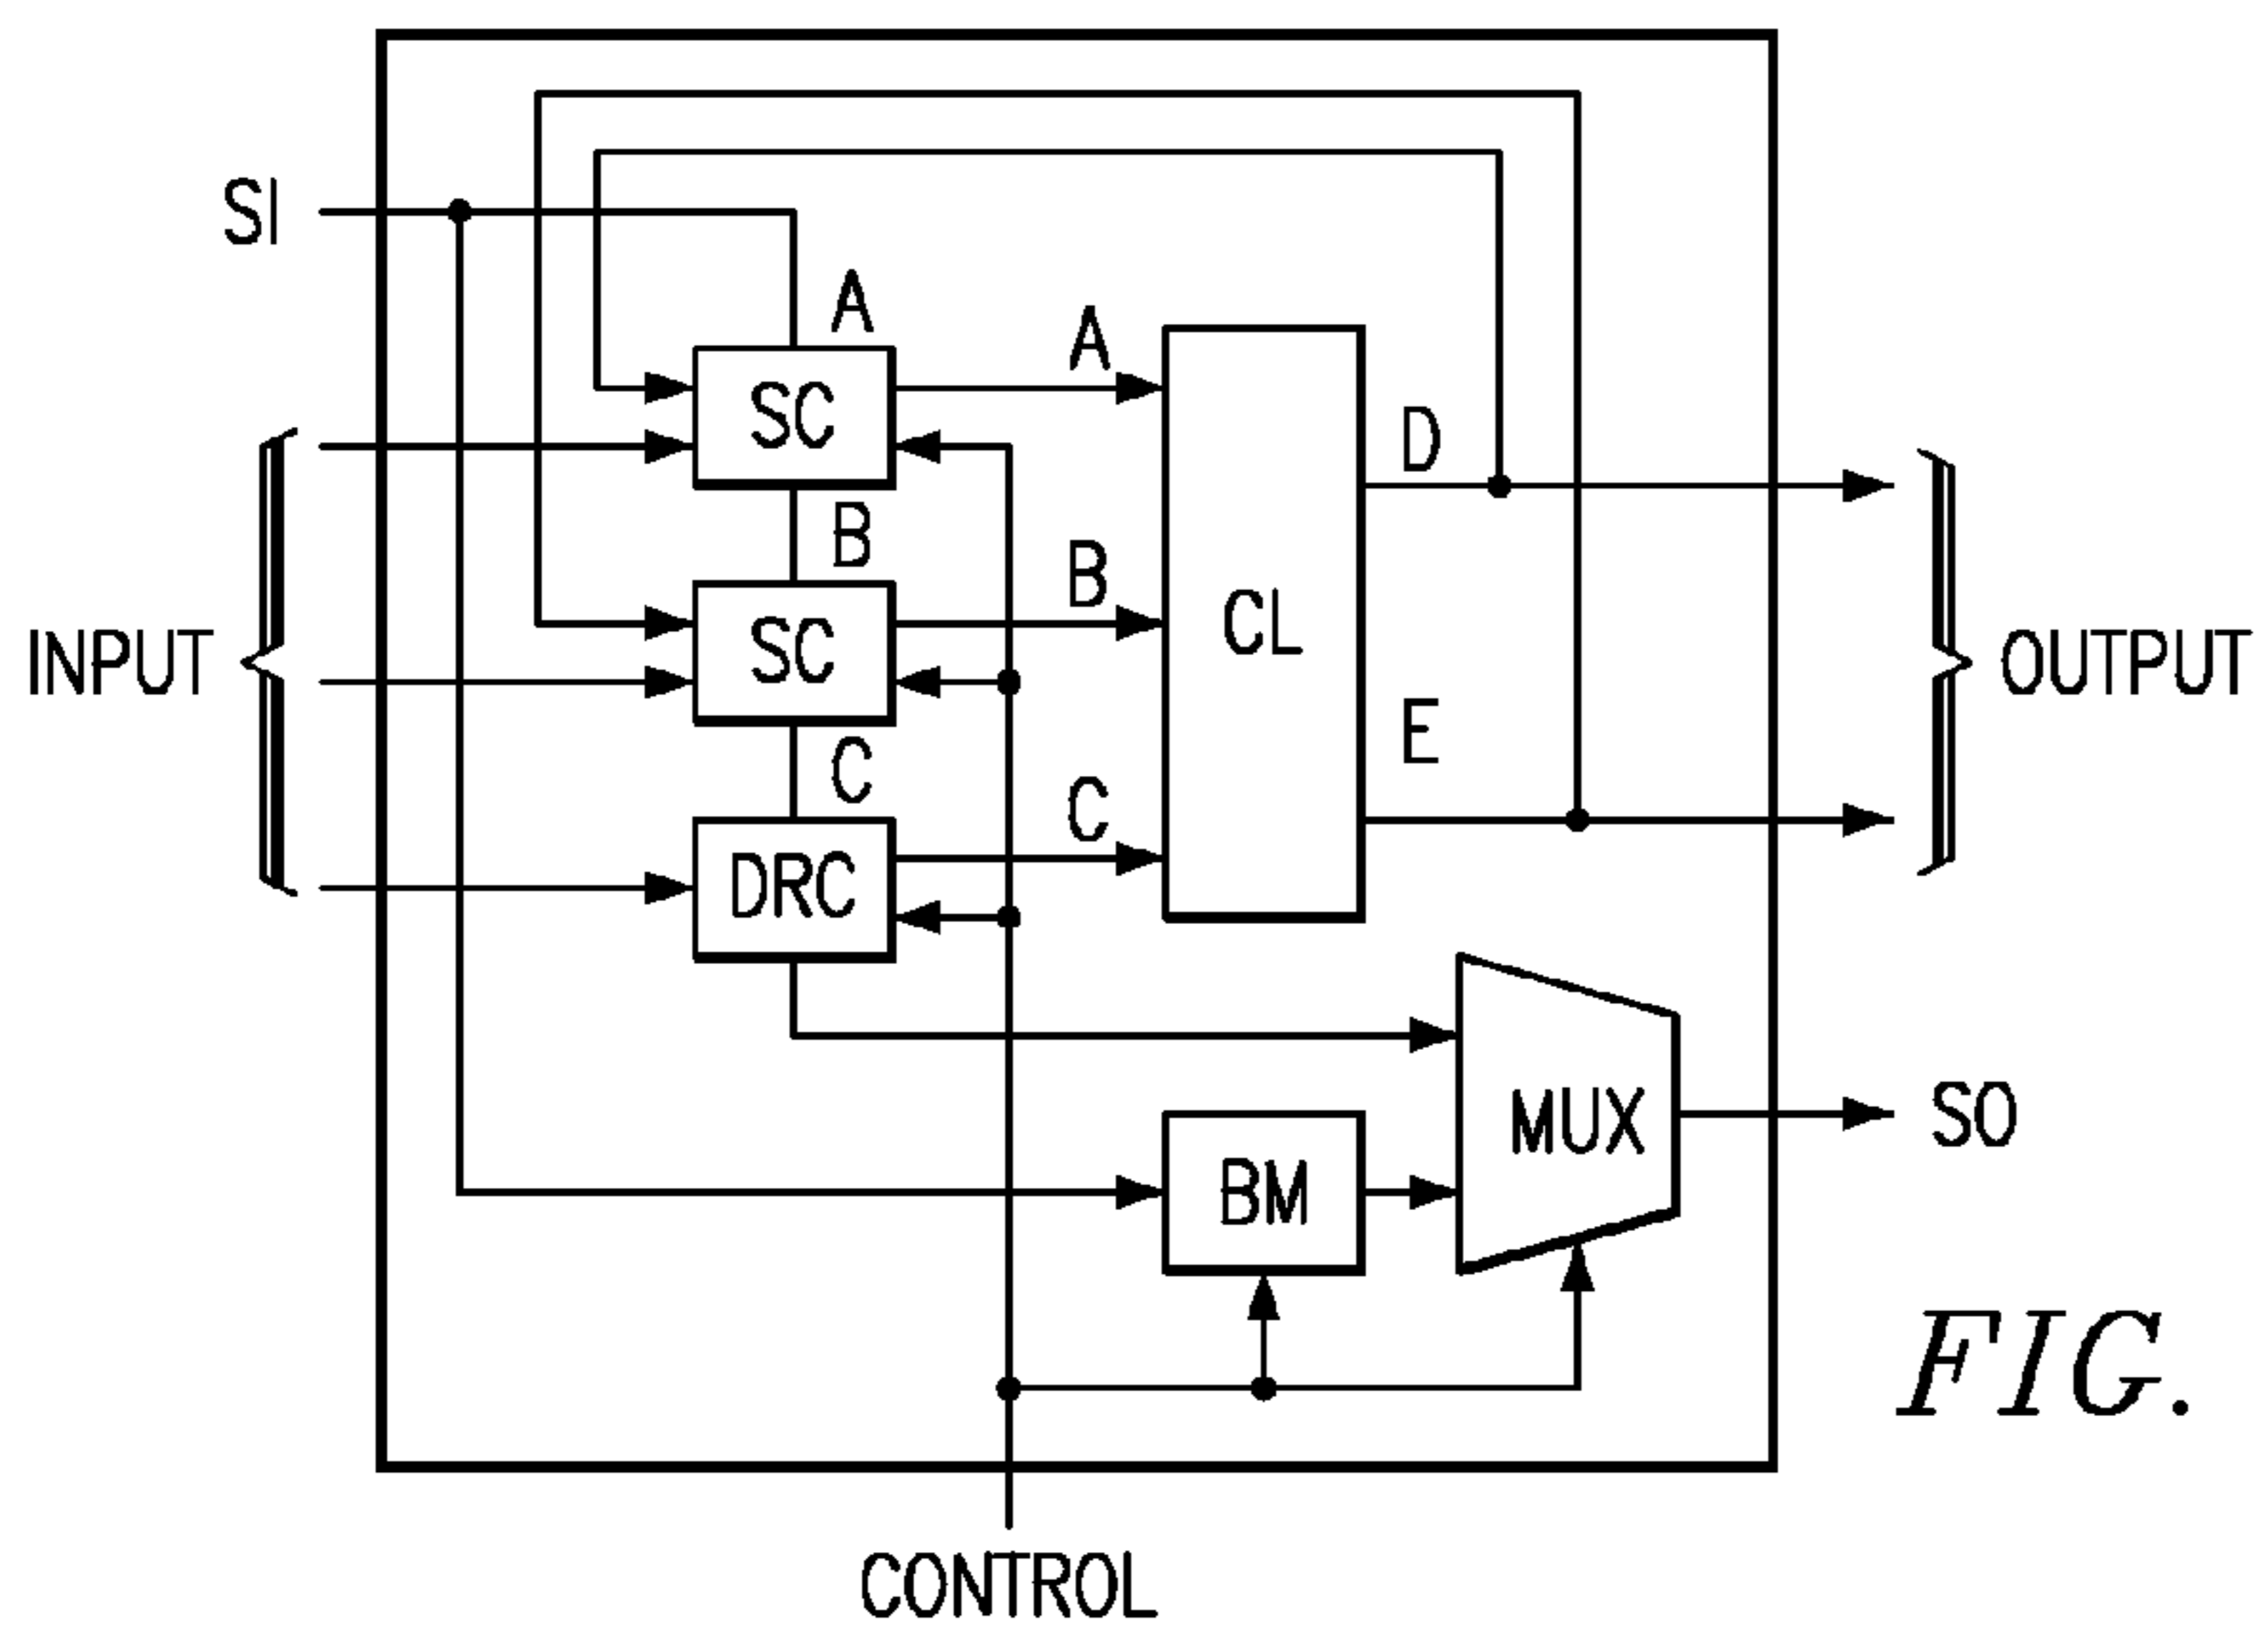 SI
A
A
SC
D
B
B
SC
CL
INPUT
OUTPUT
E
C
C
DRC
MUX
SO
BM
FIG.
CONTROL